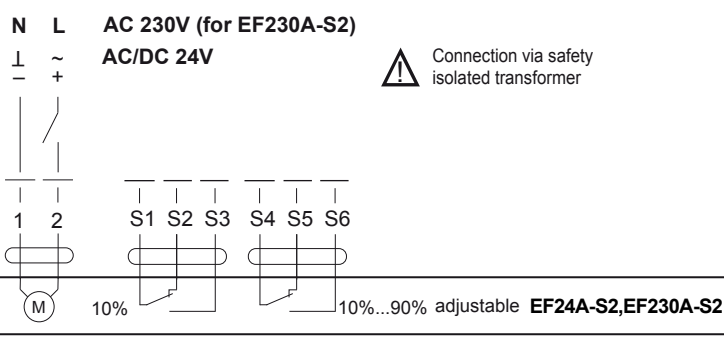 N L AC 230V (for EF230A-S2)
⊥ ~ AC/DC 24V
− +
Connection via safety
isolated transformer
1 2 S1 S2 S3 S4 S5 S6
M 10% 10%...90% adjustable EF24A-S2,EF230A-S2